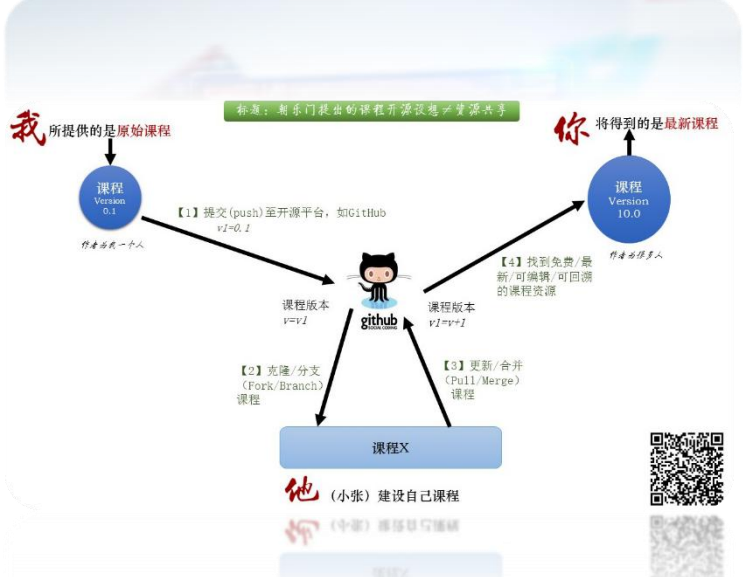 标题：朝乐门提出的课程开源设想≠资源共享
我 所提供的是原始课程
你 将得到的是最新课程
课程
Version
0.1
作者为我一个人
课程
Version
10.0
作者为很多人
【1】提交(push)至开源平台，如GitHub
v1=0.1
【4】找到免费/最
新/可编辑/可回溯
的课程资源
课程版本
v=v1
github
SOCIAL CODING
课程版本
v1=v+1
【2】克隆/分支
（Fork/Branch）
课程
【3】更新/合并
（Pull/Merge）
课程
课程X
他 （小张）建设自己课程